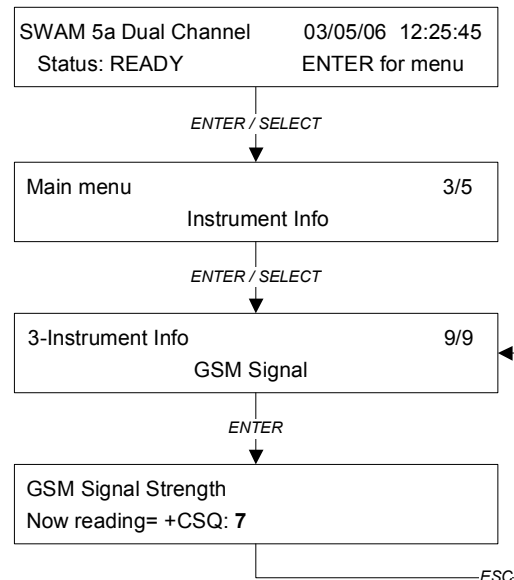 SWAM 5a Dual Channel 03/05/06 12:25:45
Status: READY ENTER for menu
ENTER / SELECT
Main menu 3/5
Instrument Info
ENTER / SELECT
3-Instrument Info 9/9
GSM Signal
ENTER
GSM Signal Strength
Now reading= +CSQ: 7
ESC